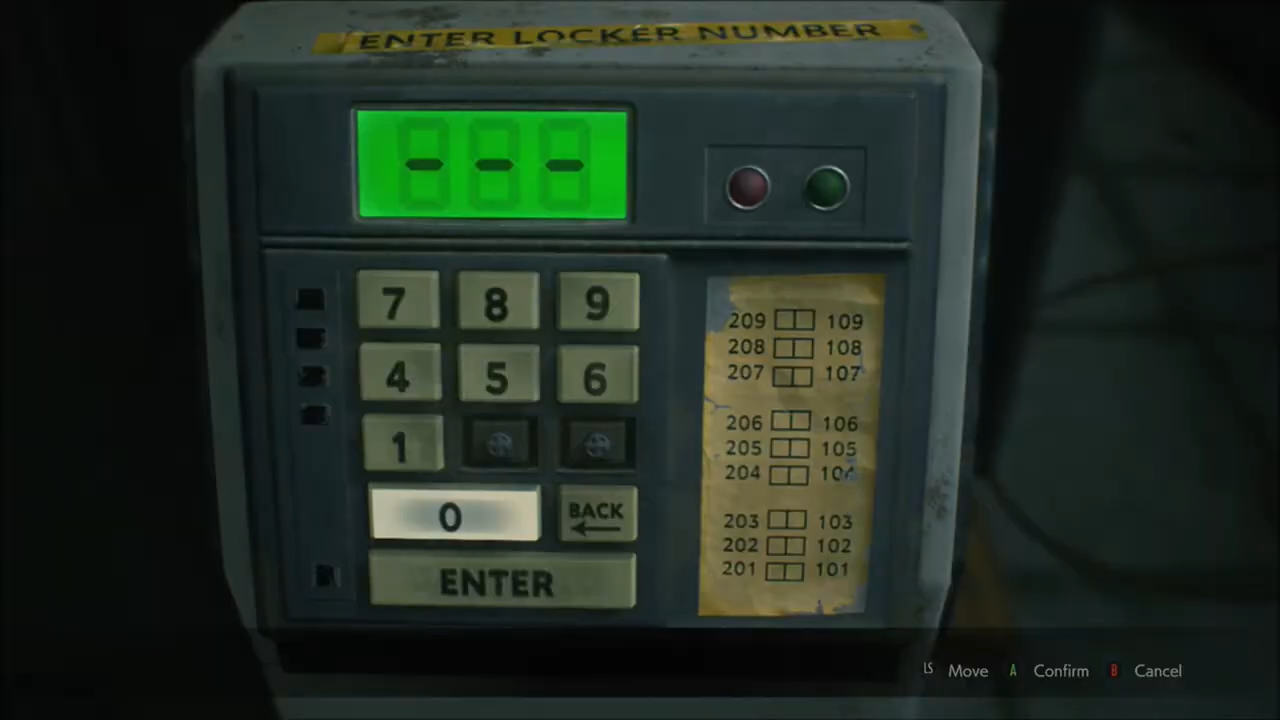 ENTER LOCKER NUMBER
- - -
7 8 9
4 5 6
1
0 BACK
ENTER
209 109
208 108
207 107
206 106
205 105
204 104
203 103
202 102
201 101
LS Move A Confirm B Cancel